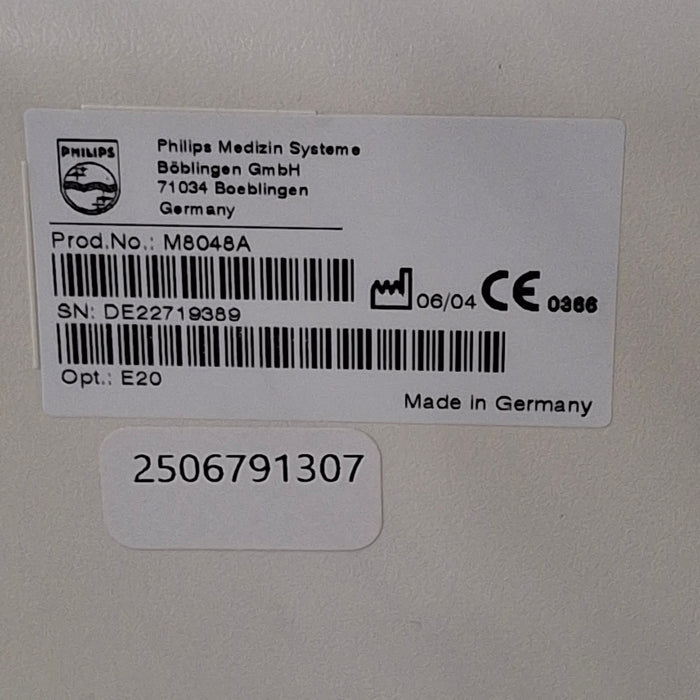 PHILIPS
Philips Medizin Systeme
Böblingen GmbH
71034 Boeblingen
Germany
Prod.No.: M8048A
06/04 CE 0366
SN: DE22719389
Opt.: E20
Made in Germany
2506791307